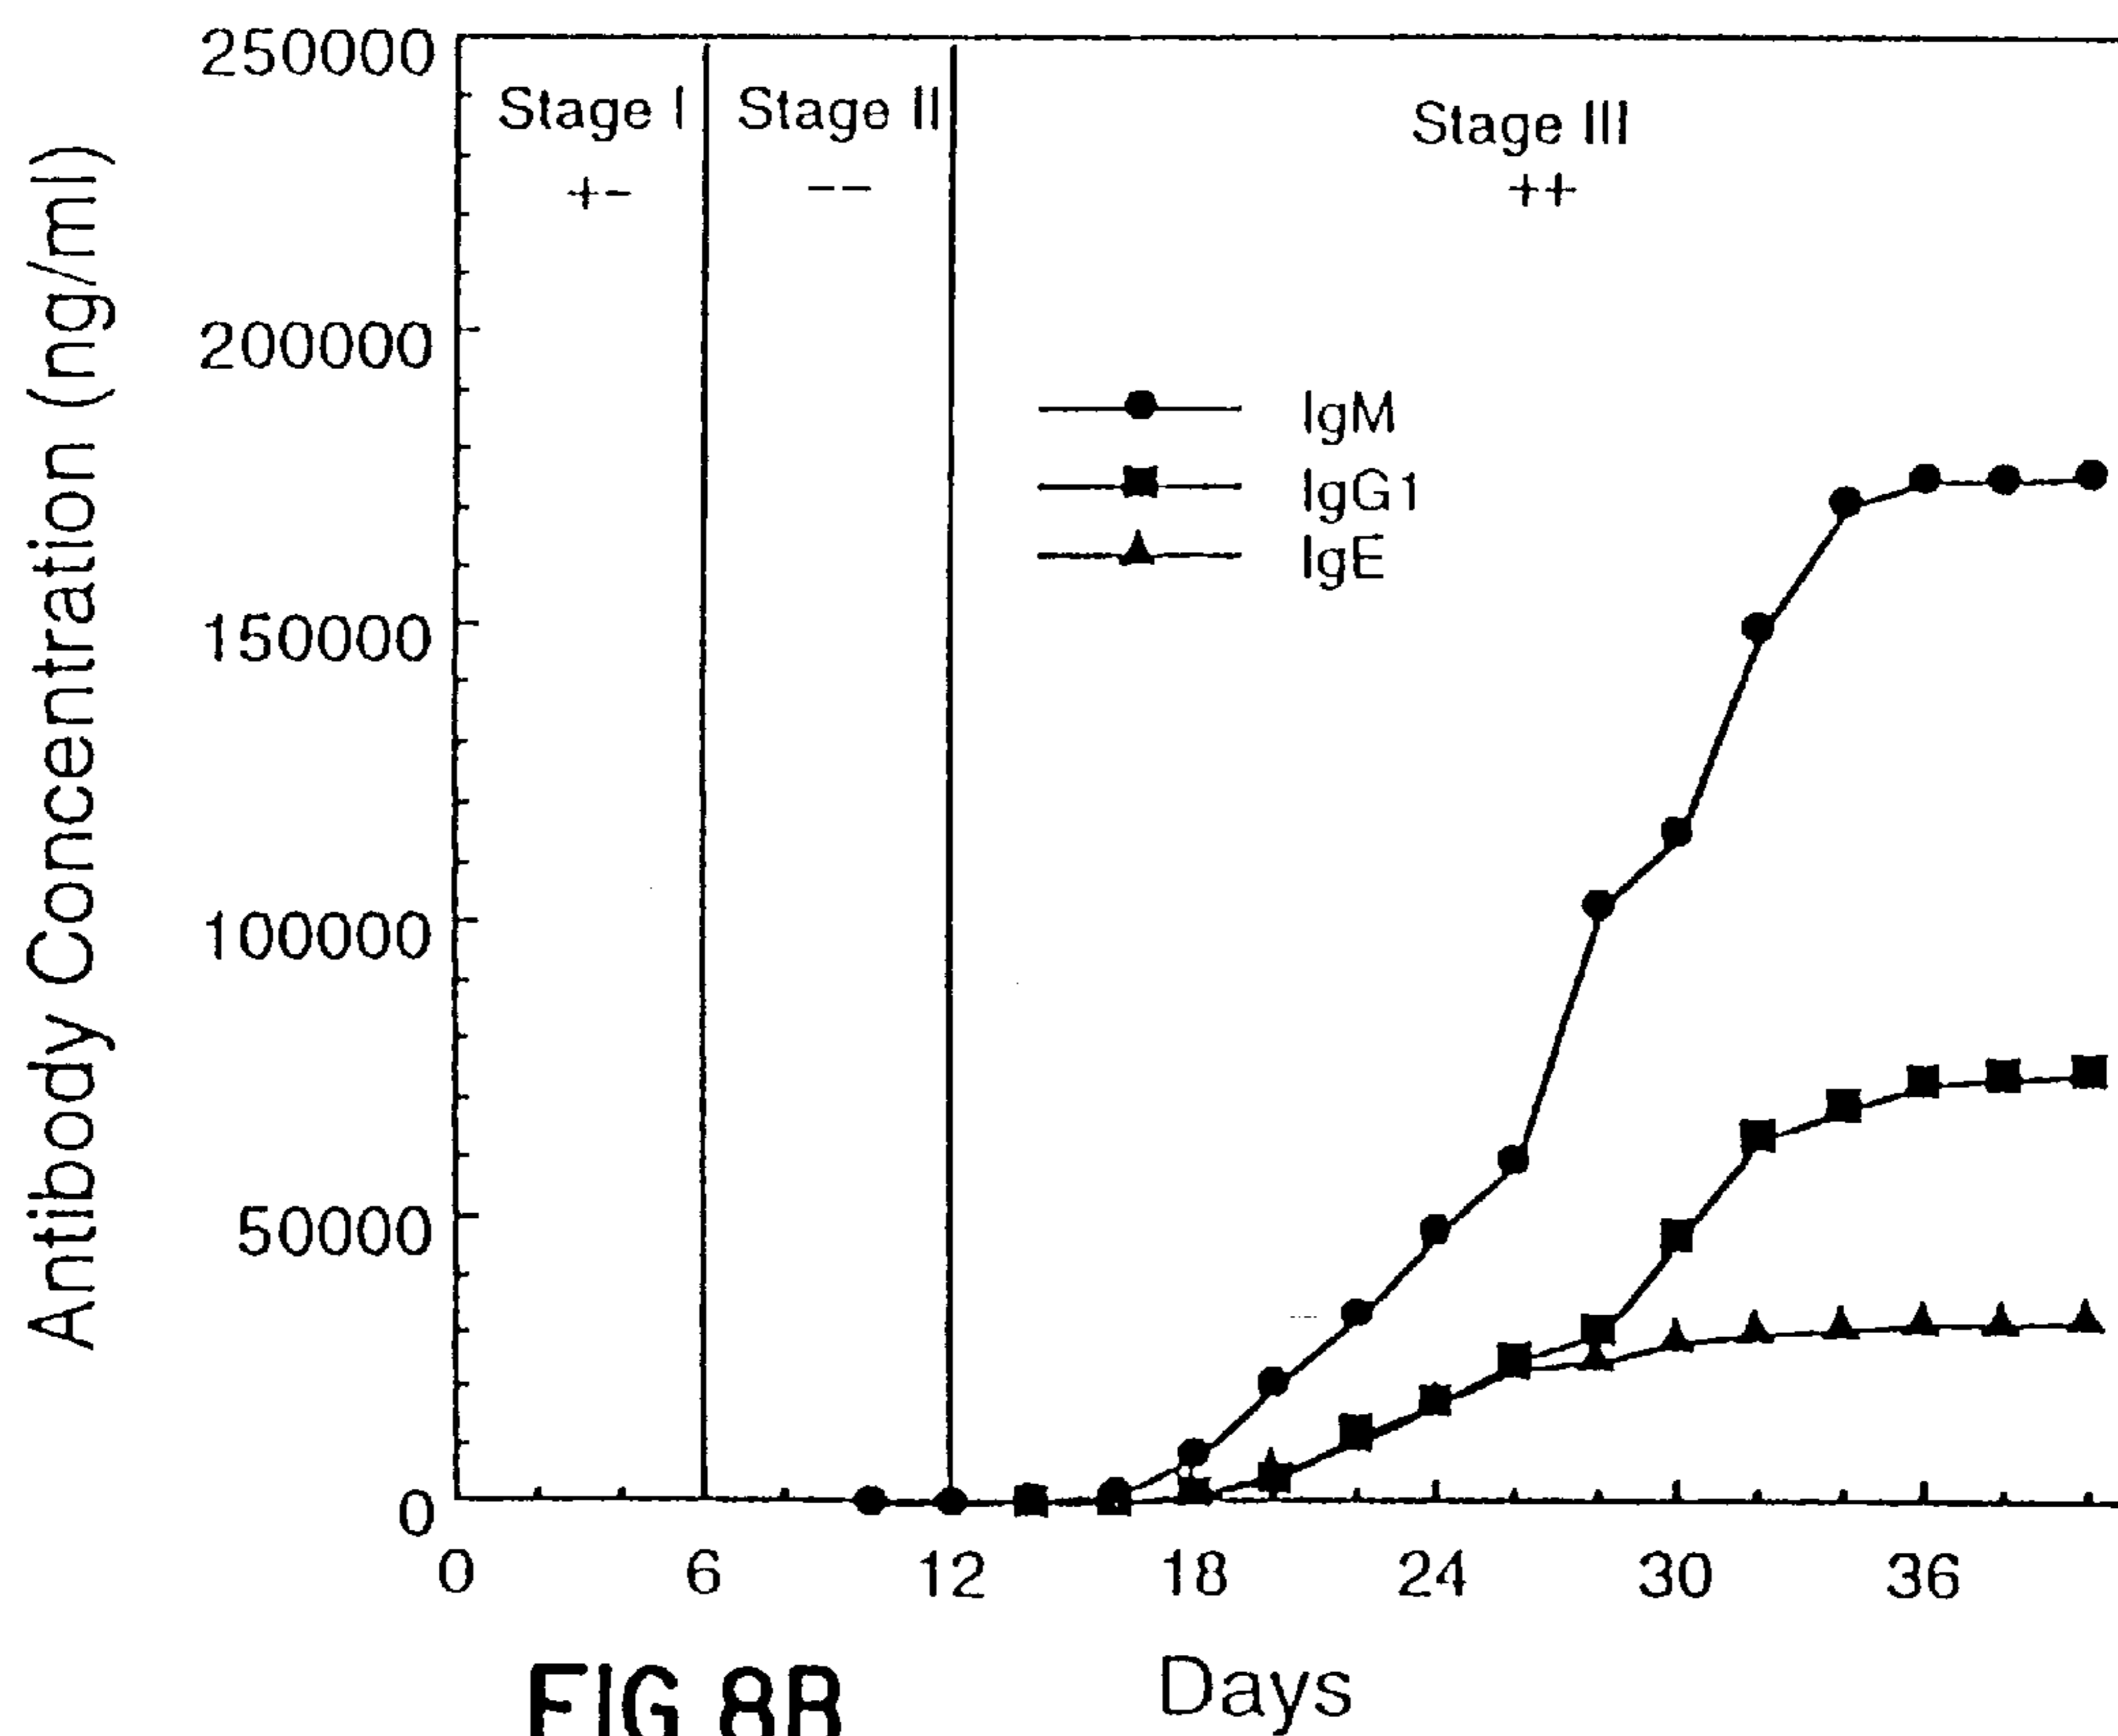 Antibody Concentration (ng/ml)
250000
200000
150000
100000
50000
0
Stage I
+-
Stage II
--
Stage III
++
IgM
IgG1
IgE
0 6 12 18 24 30 36
Days
FIG 8B